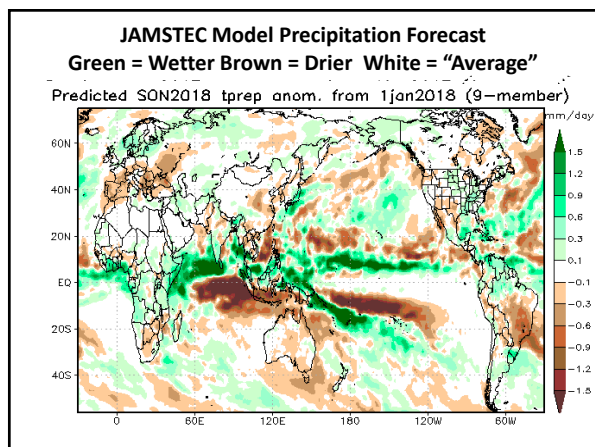 JAMSTEC Model Precipitation Forecast
Green = Wetter Brown = Drier White = “Average”
Predicted SON2018 tprep anom. from 1jan2018 (9-member)
mm/day
60N
40N
20N
EQ
20S
40S
0
60E
120E
180
120W
60W
1.5
1.2
0.9
0.6
0.3
0.1
-0.1
-0.3
-0.6
-0.9
-1.2
-1.5